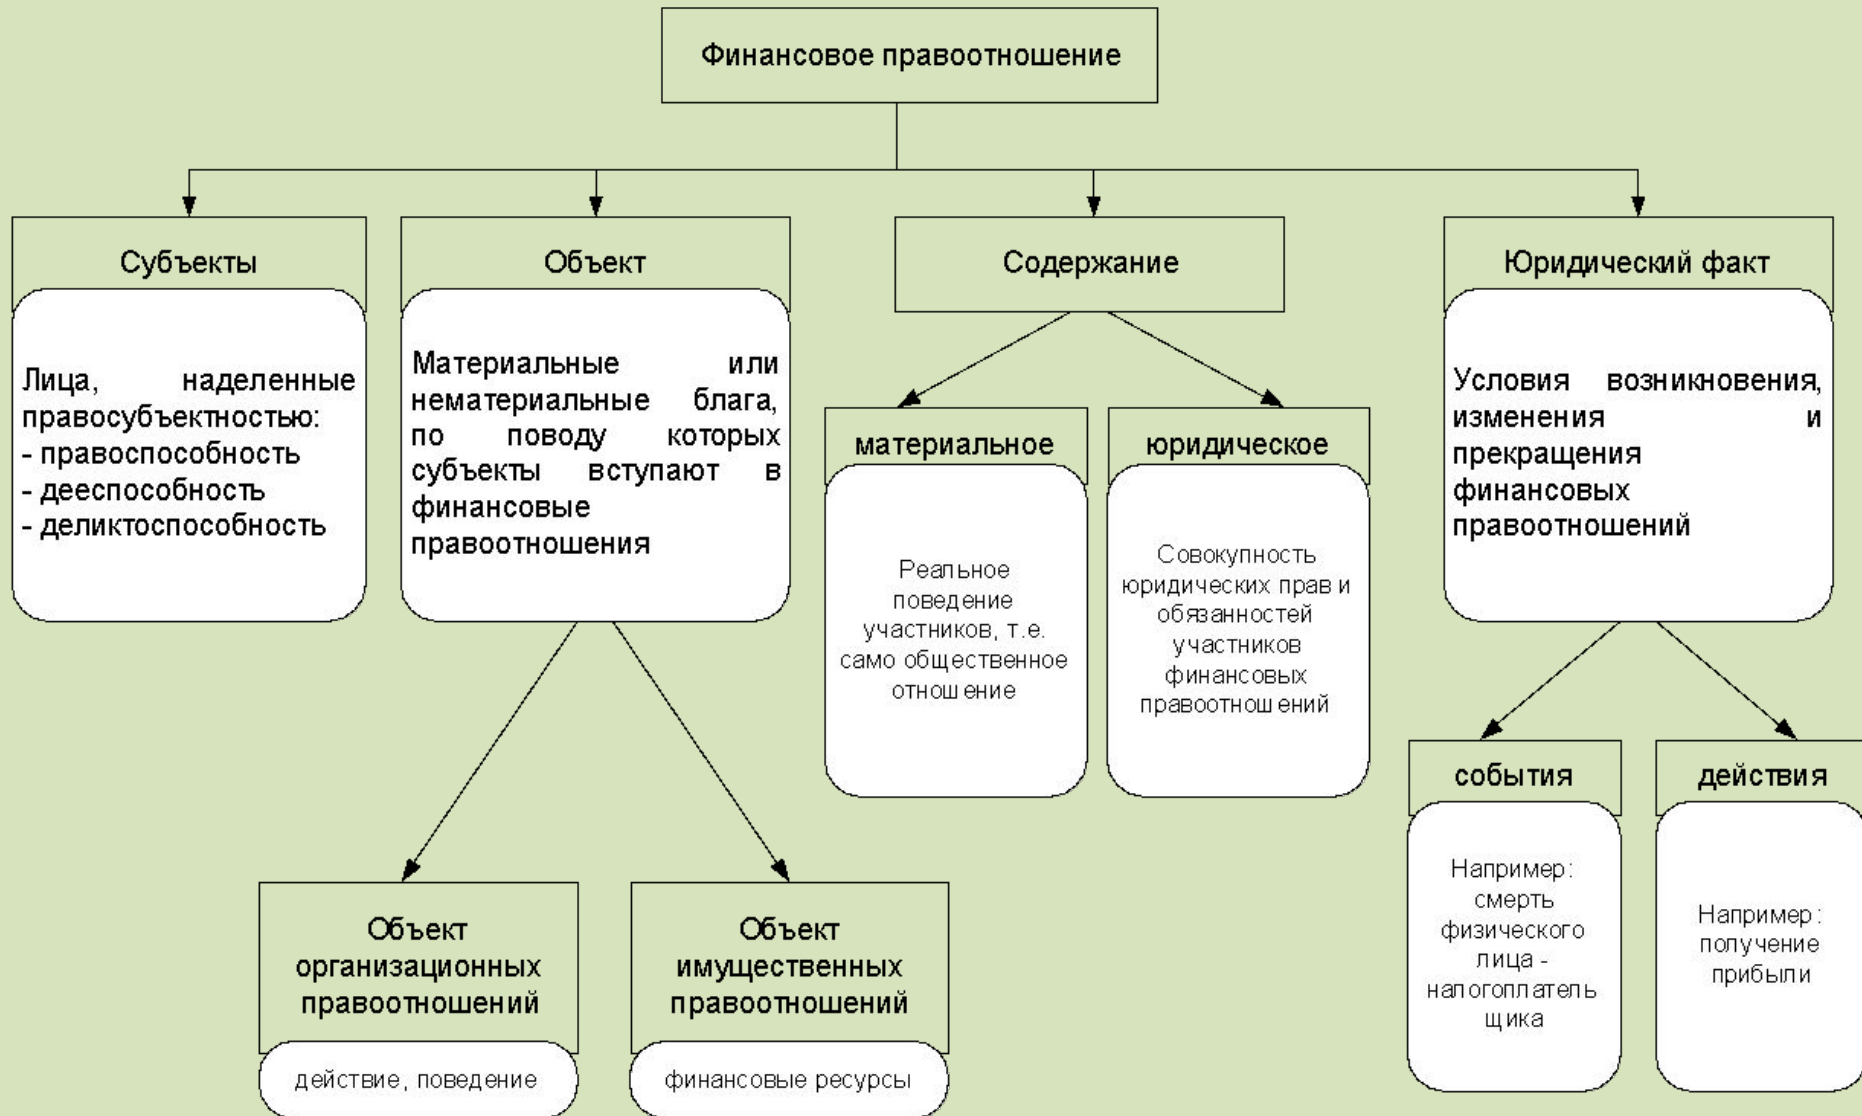 Финансовое правоотношение
Субъекты
Лица, наделенные
правосубъектностью:
- правоспособность
- дееспособность
- деликтоспособность
Объект
Материальные или
нематериальные блага,
по поводу которых
субъекты вступают в
финансовые
правоотношения
Объект
организационных
правоотношений
действие, поведение
Объект
имущественных
правоотношений
финансовые ресурсы
Содержание
материальное
Реальное
поведение
участников, т.е.
само общественное
отношение
юридическое
Совокупность
юридических прав и
обязанностей
участников
финансовых
правоотношений
Юридический факт
Условия возникновения,
изменения и
прекращения
финансовых
правоотношений
события
Например:
смерть
физического
лица -
налогоплатель
щика
действия
Например:
получение
прибыли